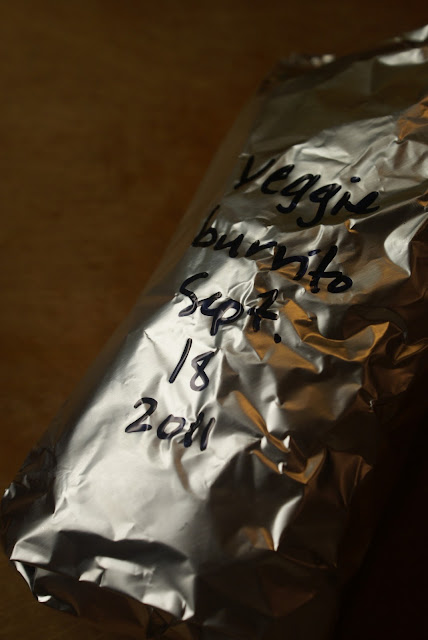 veggie
burrito
Sept.
18
2011